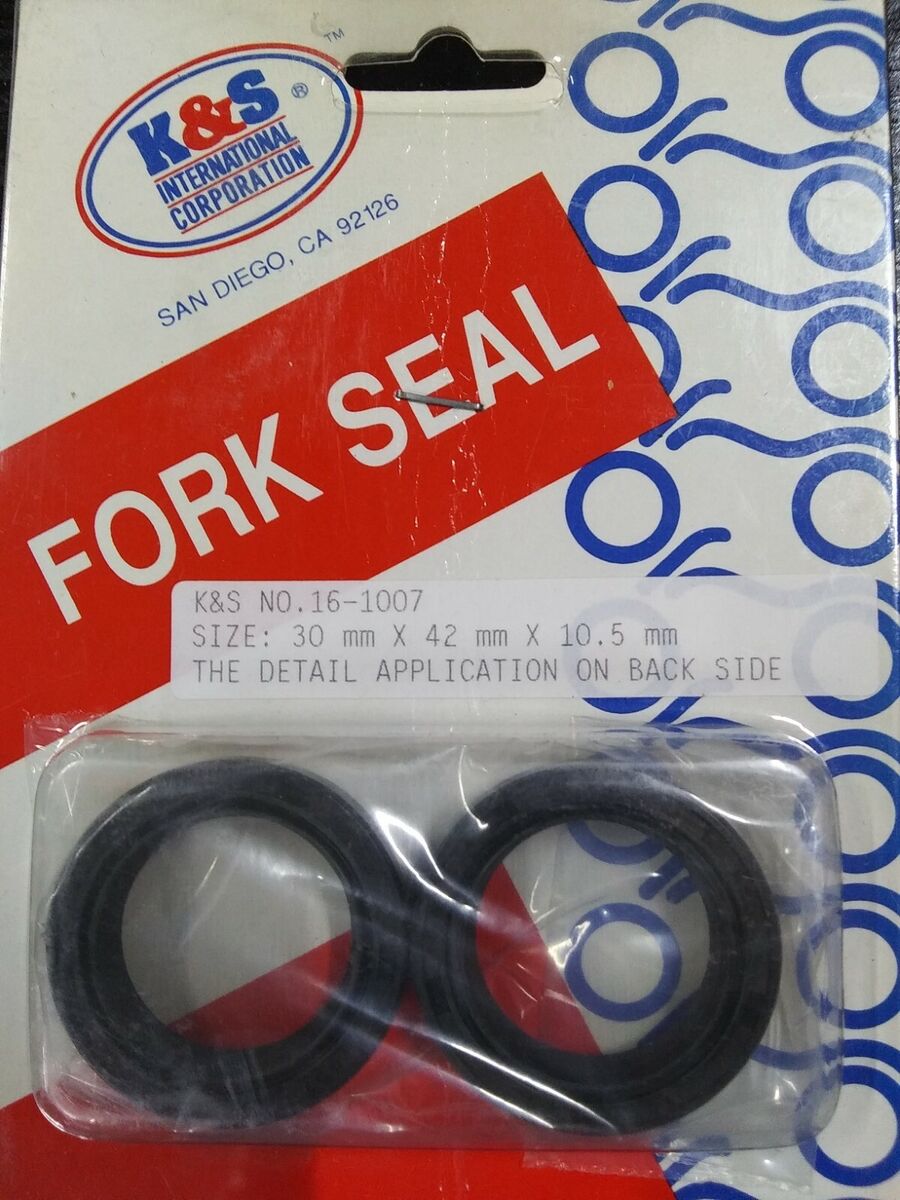 ™
K&S ®
INTERNATIONAL
CORPORATION
SAN DIEGO, CA 92126
FORK SEAL
K&S NO.16-1007
SIZE: 30 mm X 42 mm X 10.5 mm
THE DETAIL APPLICATION ON BACK SIDE